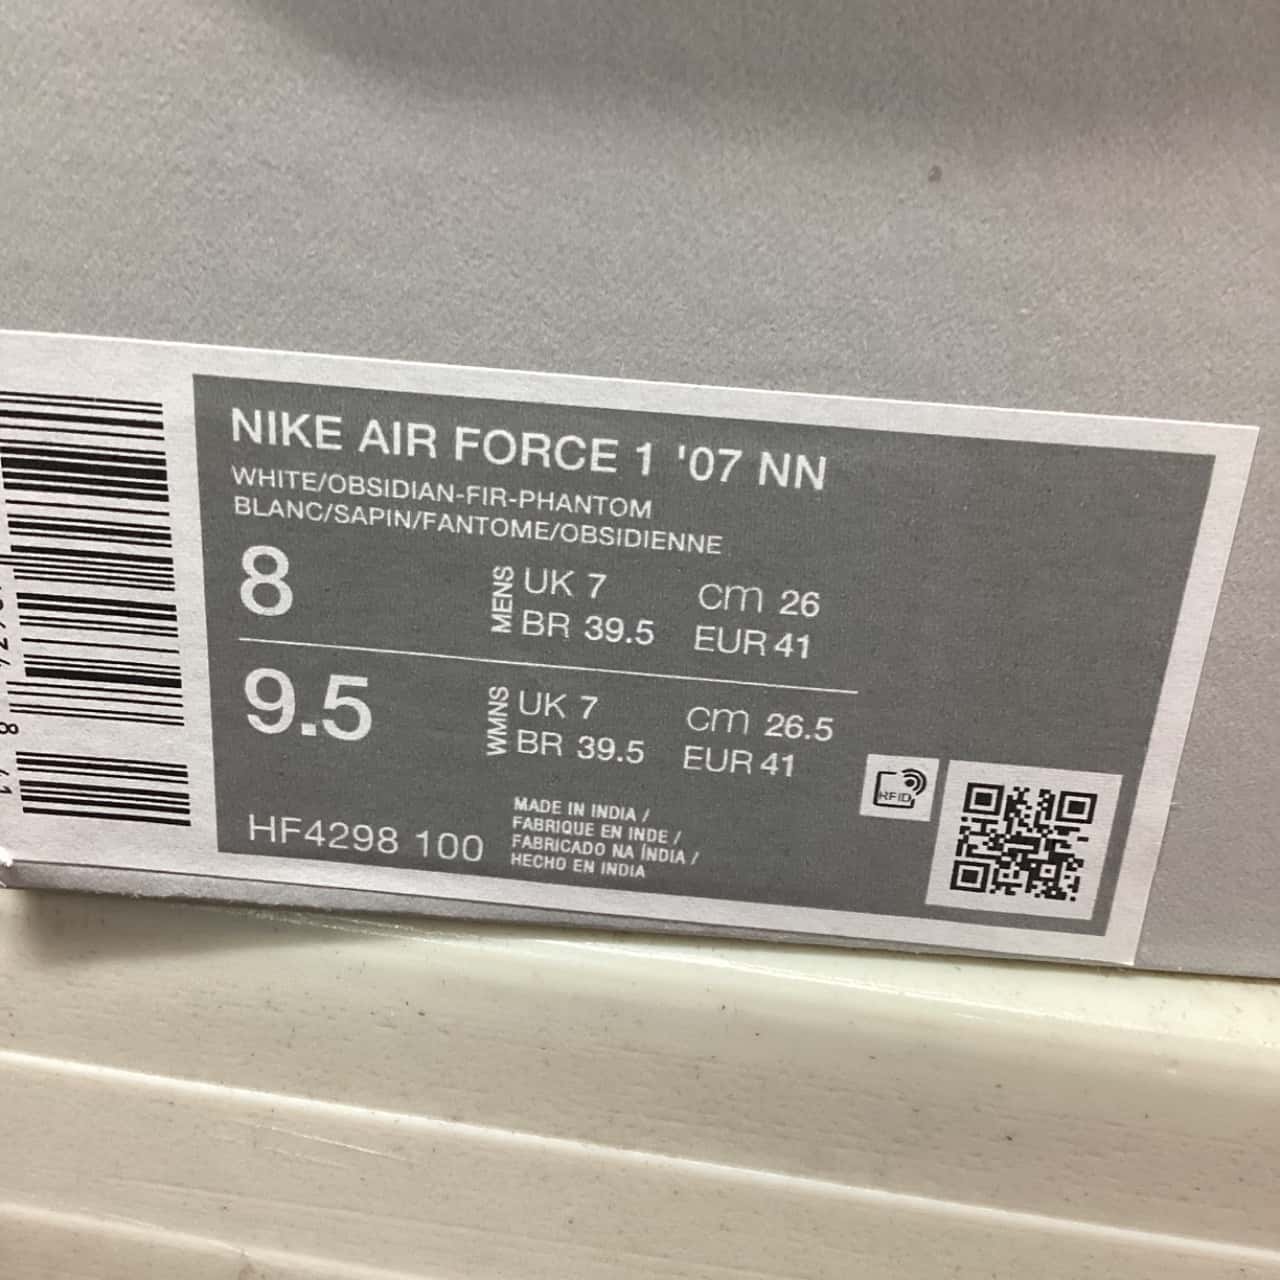 NIKE AIR FORCE 1 '07 NN
WHITE/OBSIDIAN-FIR-PHANTOM
BLANC/SAPIN/FANTOME/OBSIDIENNE
8 MENS UK 7 cm 26
BR 39.5 EUR 41
9.5 WMNS UK 7 cm 26.5
BR 39.5 EUR 41
HF4298 100
MADE IN INDIA /
FABRIQUE EN INDE /
FABRICADO NA ÍNDIA /
HECHO EN INDIA
RFID